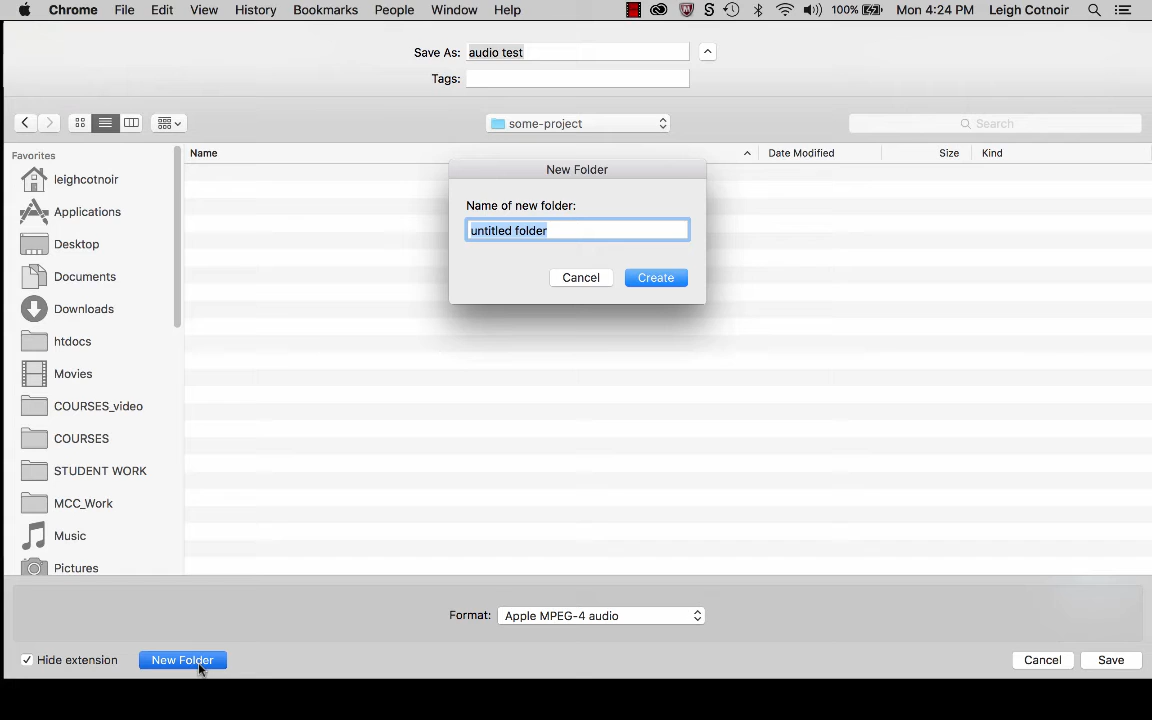 Chrome File Edit View History Bookmarks People Window Help 100% Mon 4:24 PM Leigh Cotnoir
Save As: audio test
Tags:
some-project
Search
Favorites
Name Date Modified Size Kind
New Folder
Name of new folder:
untitled folder
Cancel Create
leighcotnoir
Applications
Desktop
Documents
Downloads
htdocs
Movies
COURSES_video
COURSES
STUDENT WORK
MCC_Work
Music
Pictures
Format: Apple MPEG-4 audio
Hide extension New Folder Cancel Save